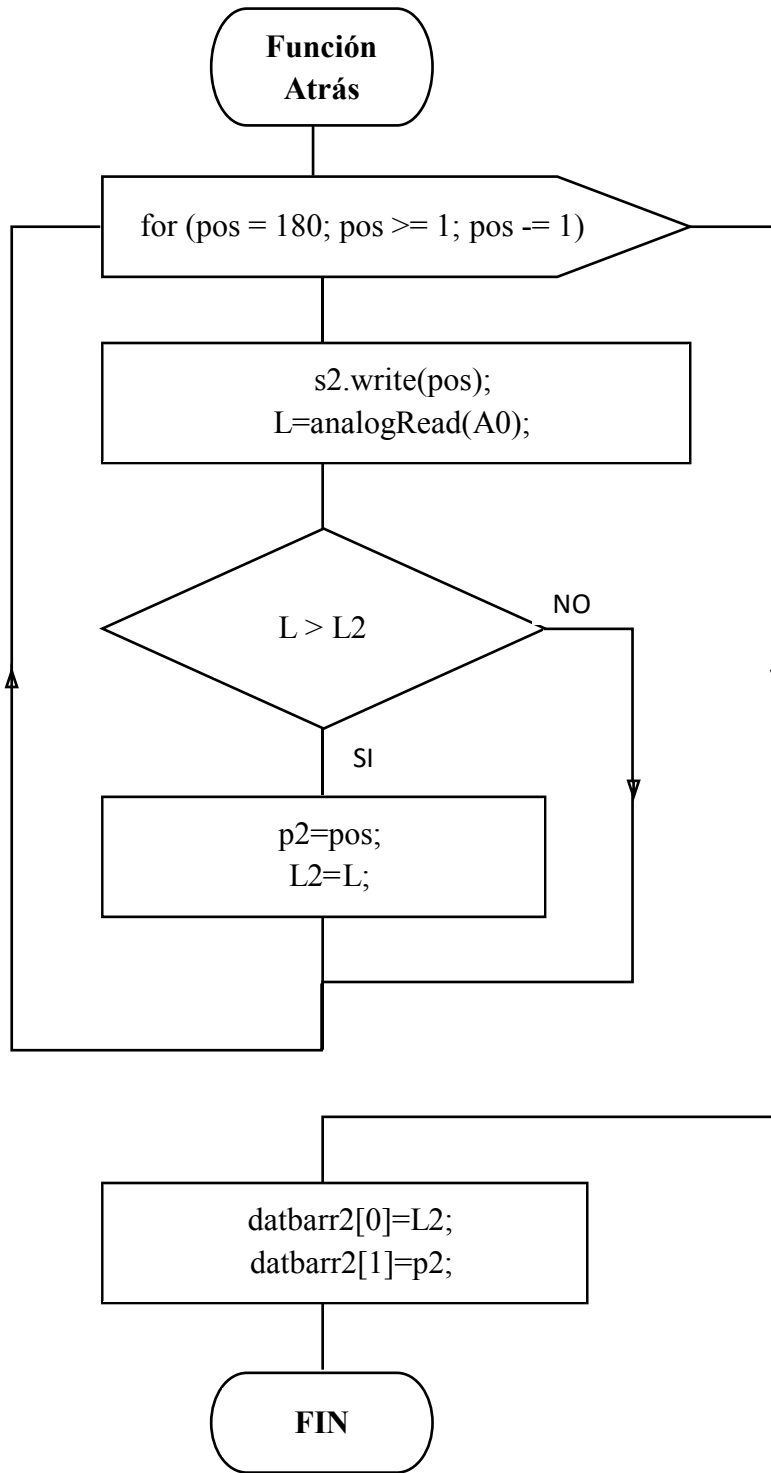 Función
Atrás
for (pos = 180; pos >= 1; pos -= 1)
s2.write(pos);
L=analogRead(A0);
L > L2
NO
SI
p2=pos;
L2=L;
datbarr2[0]=L2;
datbarr2[1]=p2;
FIN